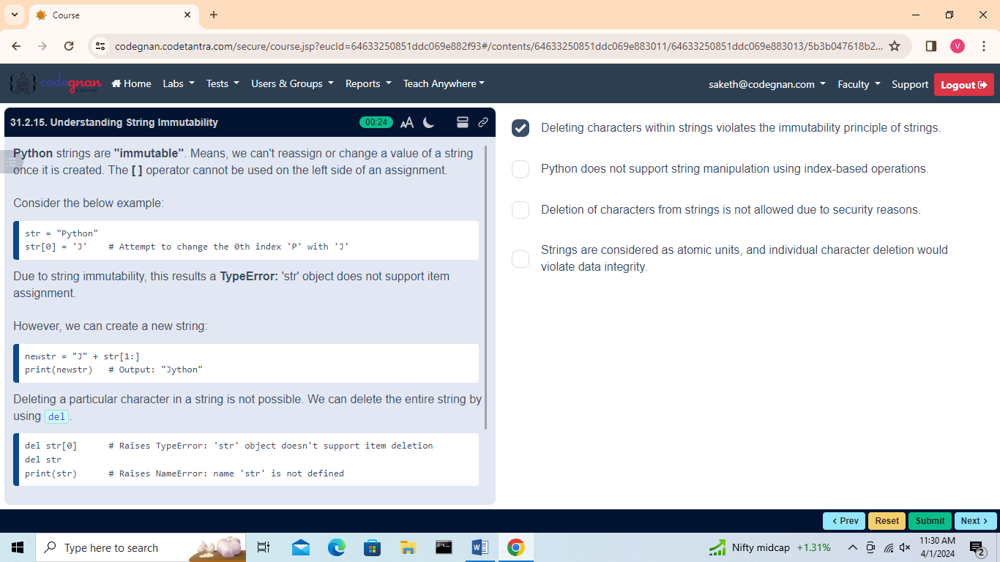 Course
codegnan.codetantra.com/secure/course.jsp?eucId=64633250851ddc069e882f93#/contents/64633250851ddc069e883011/64633250851ddc069e883013/5b3b047618b2...
V
codegnan
Home Labs Tests Users & Groups Reports Teach Anywhere
saketh@codegnan.com Faculty Support Logout
31.2.15. Understanding String Immutability 00:24 AA
Python strings are "immutable". Means, we can't reassign or change a value of a string
once it is created. The [ ] operator cannot be used on the left side of an assignment.
Consider the below example:
str = "Python"
str[0] = 'J' # Attempt to change the 0th index 'P' with 'J'
Due to string immutability, this results a TypeError: 'str' object does not support item
assignment.
However, we can create a new string:
newstr = "J" + str[1:]
print(newstr) # Output: "Jython"
Deleting a particular character in a string is not possible. We can delete the entire string by
using del.
del str[0] # Raises TypeError: 'str' object doesn't support item deletion
del str
print(str) # Raises NameError: name 'str' is not defined
Deleting characters within strings violates the immutability principle of strings.
Python does not support string manipulation using index-based operations.
Deletion of characters from strings is not allowed due to security reasons.
Strings are considered as atomic units, and individual character deletion would
violate data integrity.
< Prev Reset Submit Next >
Type here to search
Nifty midcap +1.31%
11:30 AM
4/1/2024
2